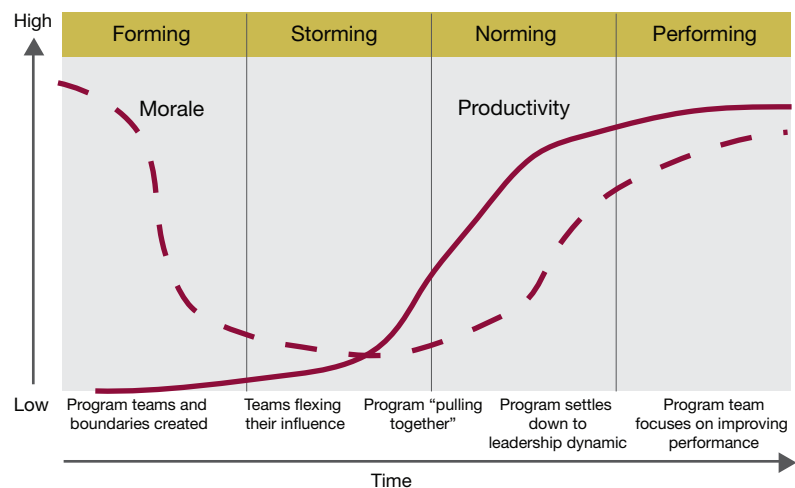 High
Forming
Storming
Norming
Performing
Morale
Productivity
Low
Program teams and
boundaries created
Teams flexing
their influence
Program “pulling
together”
Program settles
down to
leadership dynamic
Program team
focuses on improving
performance
Time